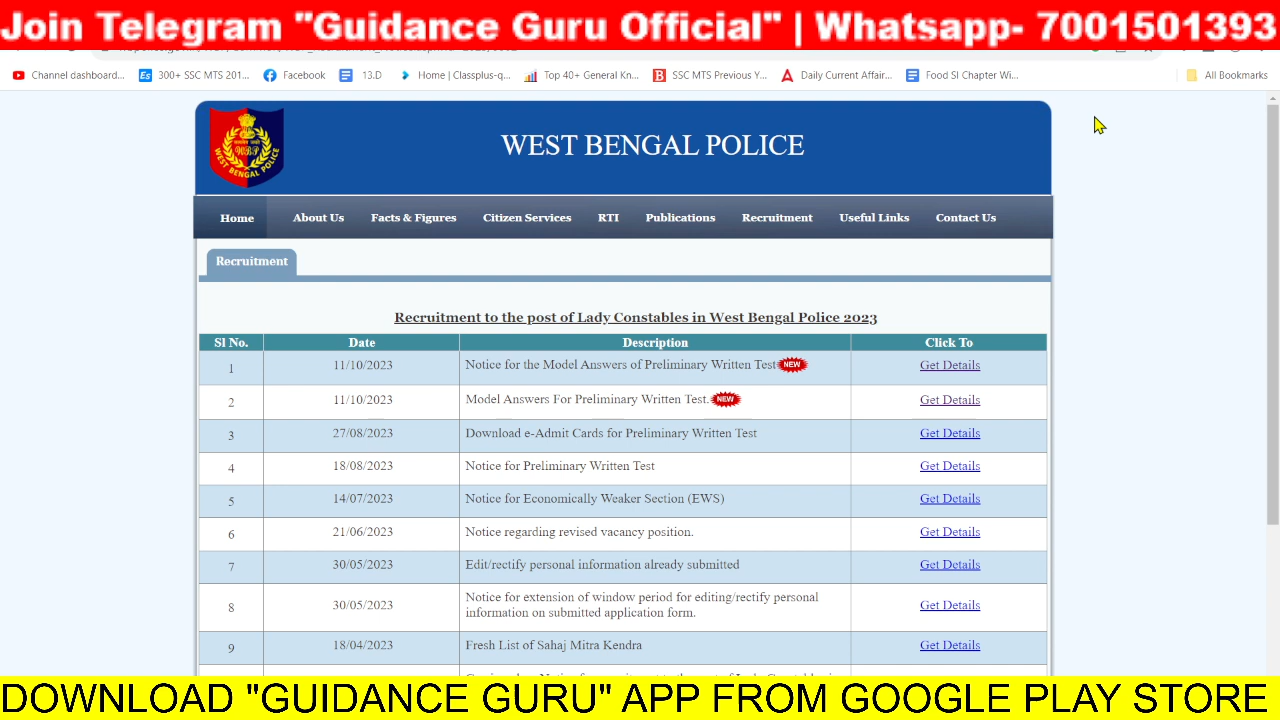 Join Telegram "Guidance Guru Official" | Whatsapp- 7001501393
Channel dashboard... 300+ SSC MTS 201... Facebook 13.D Home | Classplus-q... Top 40+ General Kn... SSC MTS Previous Y... Daily Current Affair... Food SI Chapter Wi... All Bookmarks
WEST BENGAL POLICE
WEST BENGAL POLICE
Home About Us Facts & Figures Citizen Services RTI Publications Recruitment Useful Links Contact Us
Recruitment
Recruitment to the post of Lady Constables in West Bengal Police 2023
Sl No. Date Description Click To
1 11/10/2023 Notice for the Model Answers of Preliminary Written Test NEW Get Details
2 11/10/2023 Model Answers For Preliminary Written Test. NEW Get Details
3 27/08/2023 Download e-Admit Cards for Preliminary Written Test Get Details
4 18/08/2023 Notice for Preliminary Written Test Get Details
5 14/07/2023 Notice for Economically Weaker Section (EWS) Get Details
6 21/06/2023 Notice regarding revised vacancy position. Get Details
7 30/05/2023 Edit/rectify personal information already submitted Get Details
8 30/05/2023 Notice for extension of window period for editing/rectify personal
information on submitted application form. Get Details
9 18/04/2023 Fresh List of Sahaj Mitra Kendra Get Details
DOWNLOAD "GUIDANCE GURU" APP FROM GOOGLE PLAY STORE